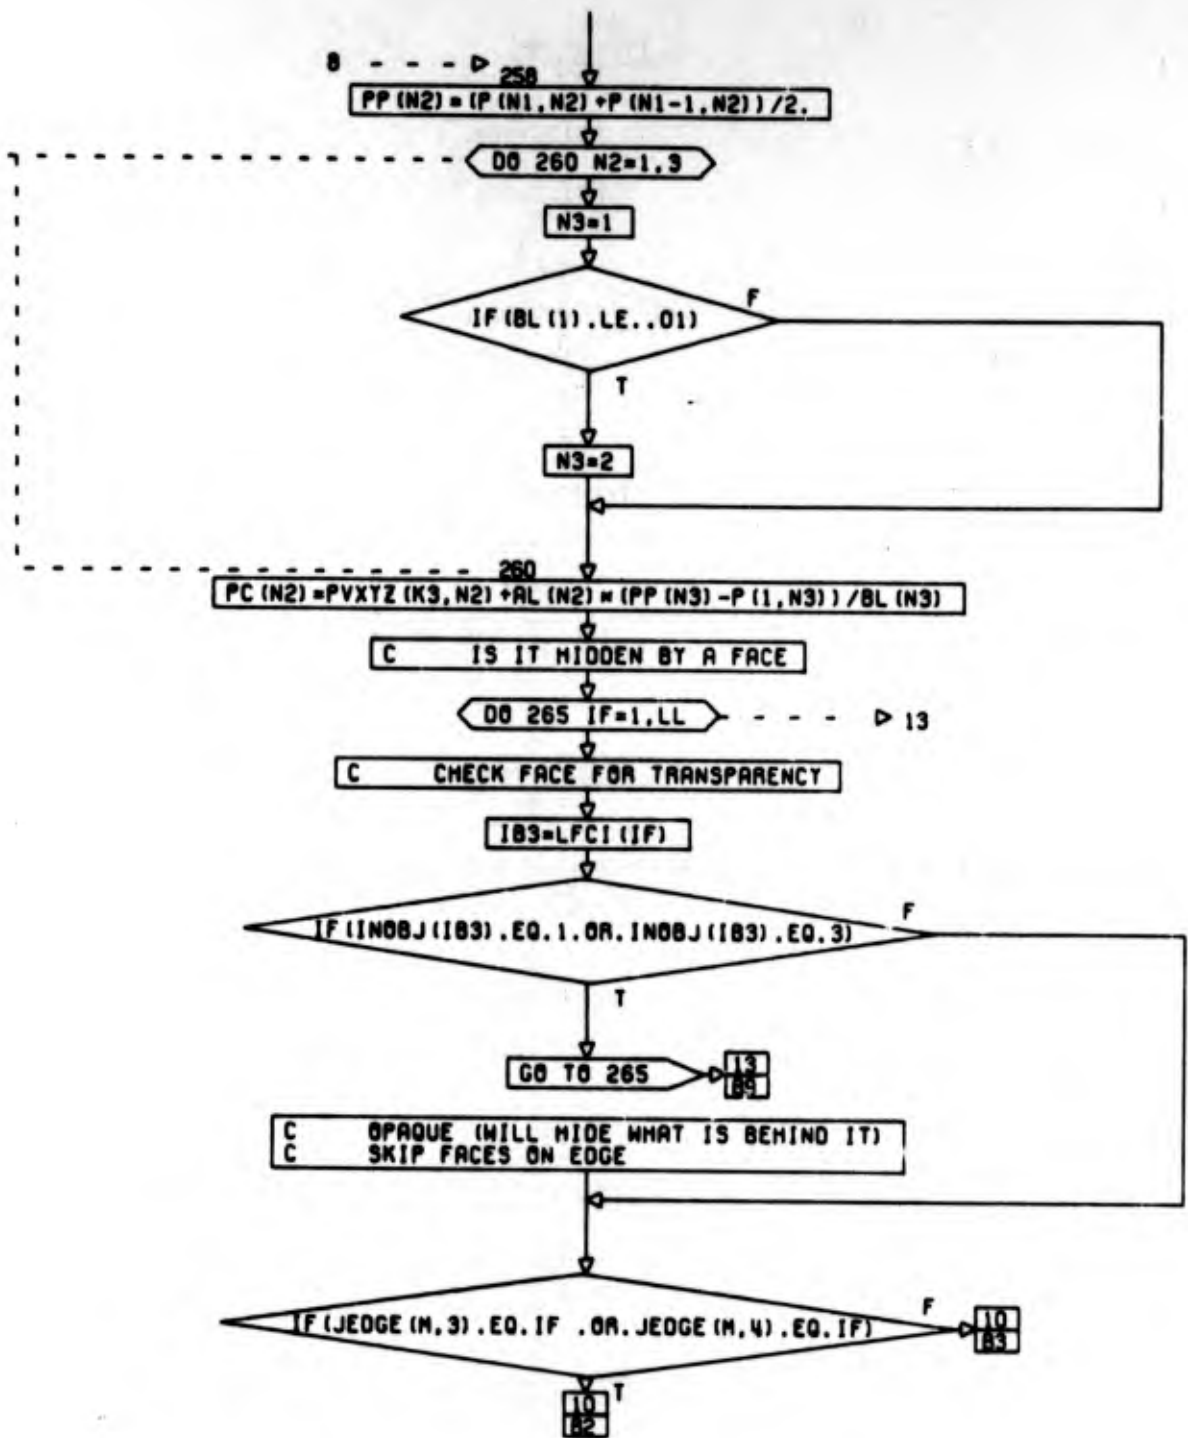 8 - - - ▷ 258
PP(N2)=(P(N1,N2)+P(N1-1,N2))/2.
DO 260 N2=1,3
N3=1
IF(BL(1).LE..01)
F
T
N3=2
260
PC(N2)=PVXYZ(K3,N2)+AL(N2)*(PP(N3)-P(1,N3))/BL(N3)
C IS IT HIDDEN BY A FACE
DO 265 IF=1,LL - - - - ▷ 13
C CHECK FACE FOR TRANSPARENCY
IB3=LFCI(IF)
IF(INOBJ(IB3).EQ.1.OR.INOBJ(IB3).EQ.3)
F
T
GO TO 265
13
B9
C OPAQUE (WILL HIDE WHAT IS BEHIND IT)
C SKIP FACES ON EDGE
IF(JEDGE(M,3).EQ.IF .OR.JEDGE(M,4).EQ.IF)
F
10
B3
T
10
B2